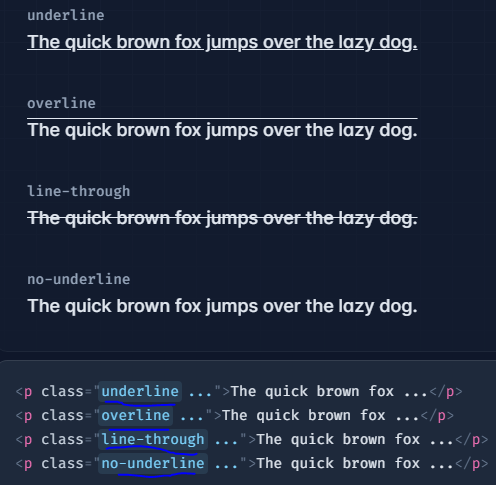 underline
The quick brown fox jumps over the lazy dog.
overline
The quick brown fox jumps over the lazy dog.
line-through
The quick brown fox jumps over the lazy dog.
no-underline
The quick brown fox jumps over the lazy dog.
<p class="underline ...">The quick brown fox ...</p>
<p class="overline ...">The quick brown fox ...</p>
<p class="line-through ...">The quick brown fox ...</p>
<p class="no-underline ...">The quick brown fox ...</p>